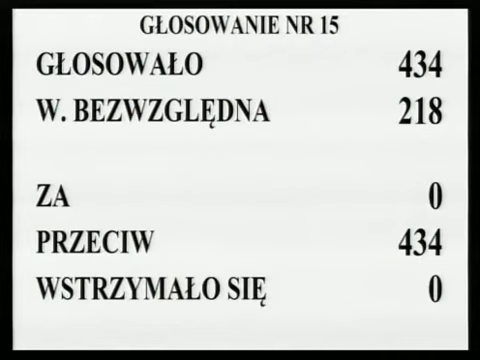 GŁOSOWANIE NR 15
GŁOSOWAŁO 434
W. BEZWZGLĘDNA 218
ZA 0
PRZECIW 434
WSTRZYMAŁO SIĘ 0